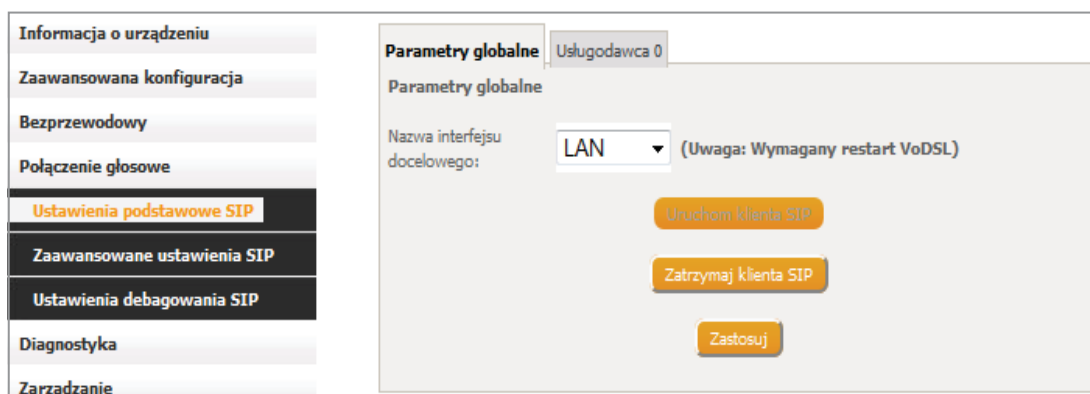 Informacja o urządzeniu
Zaawansowana konfiguracja
Bezprzewodowy
Połączenie głosowe
Ustawienia podstawowe SIP
Zaawansowane ustawienia SIP
Ustawienia debagowania SIP
Diagnostyka
Zarządzanie
Parametry globalne
Usługodawca 0
Parametry globalne
Nazwa interfejsu
docelowego:
LAN
(Uwaga: Wymagany restart VoDSL)
Uruchom klienta SIP
Zatrzymaj klienta SIP
Zastosuj